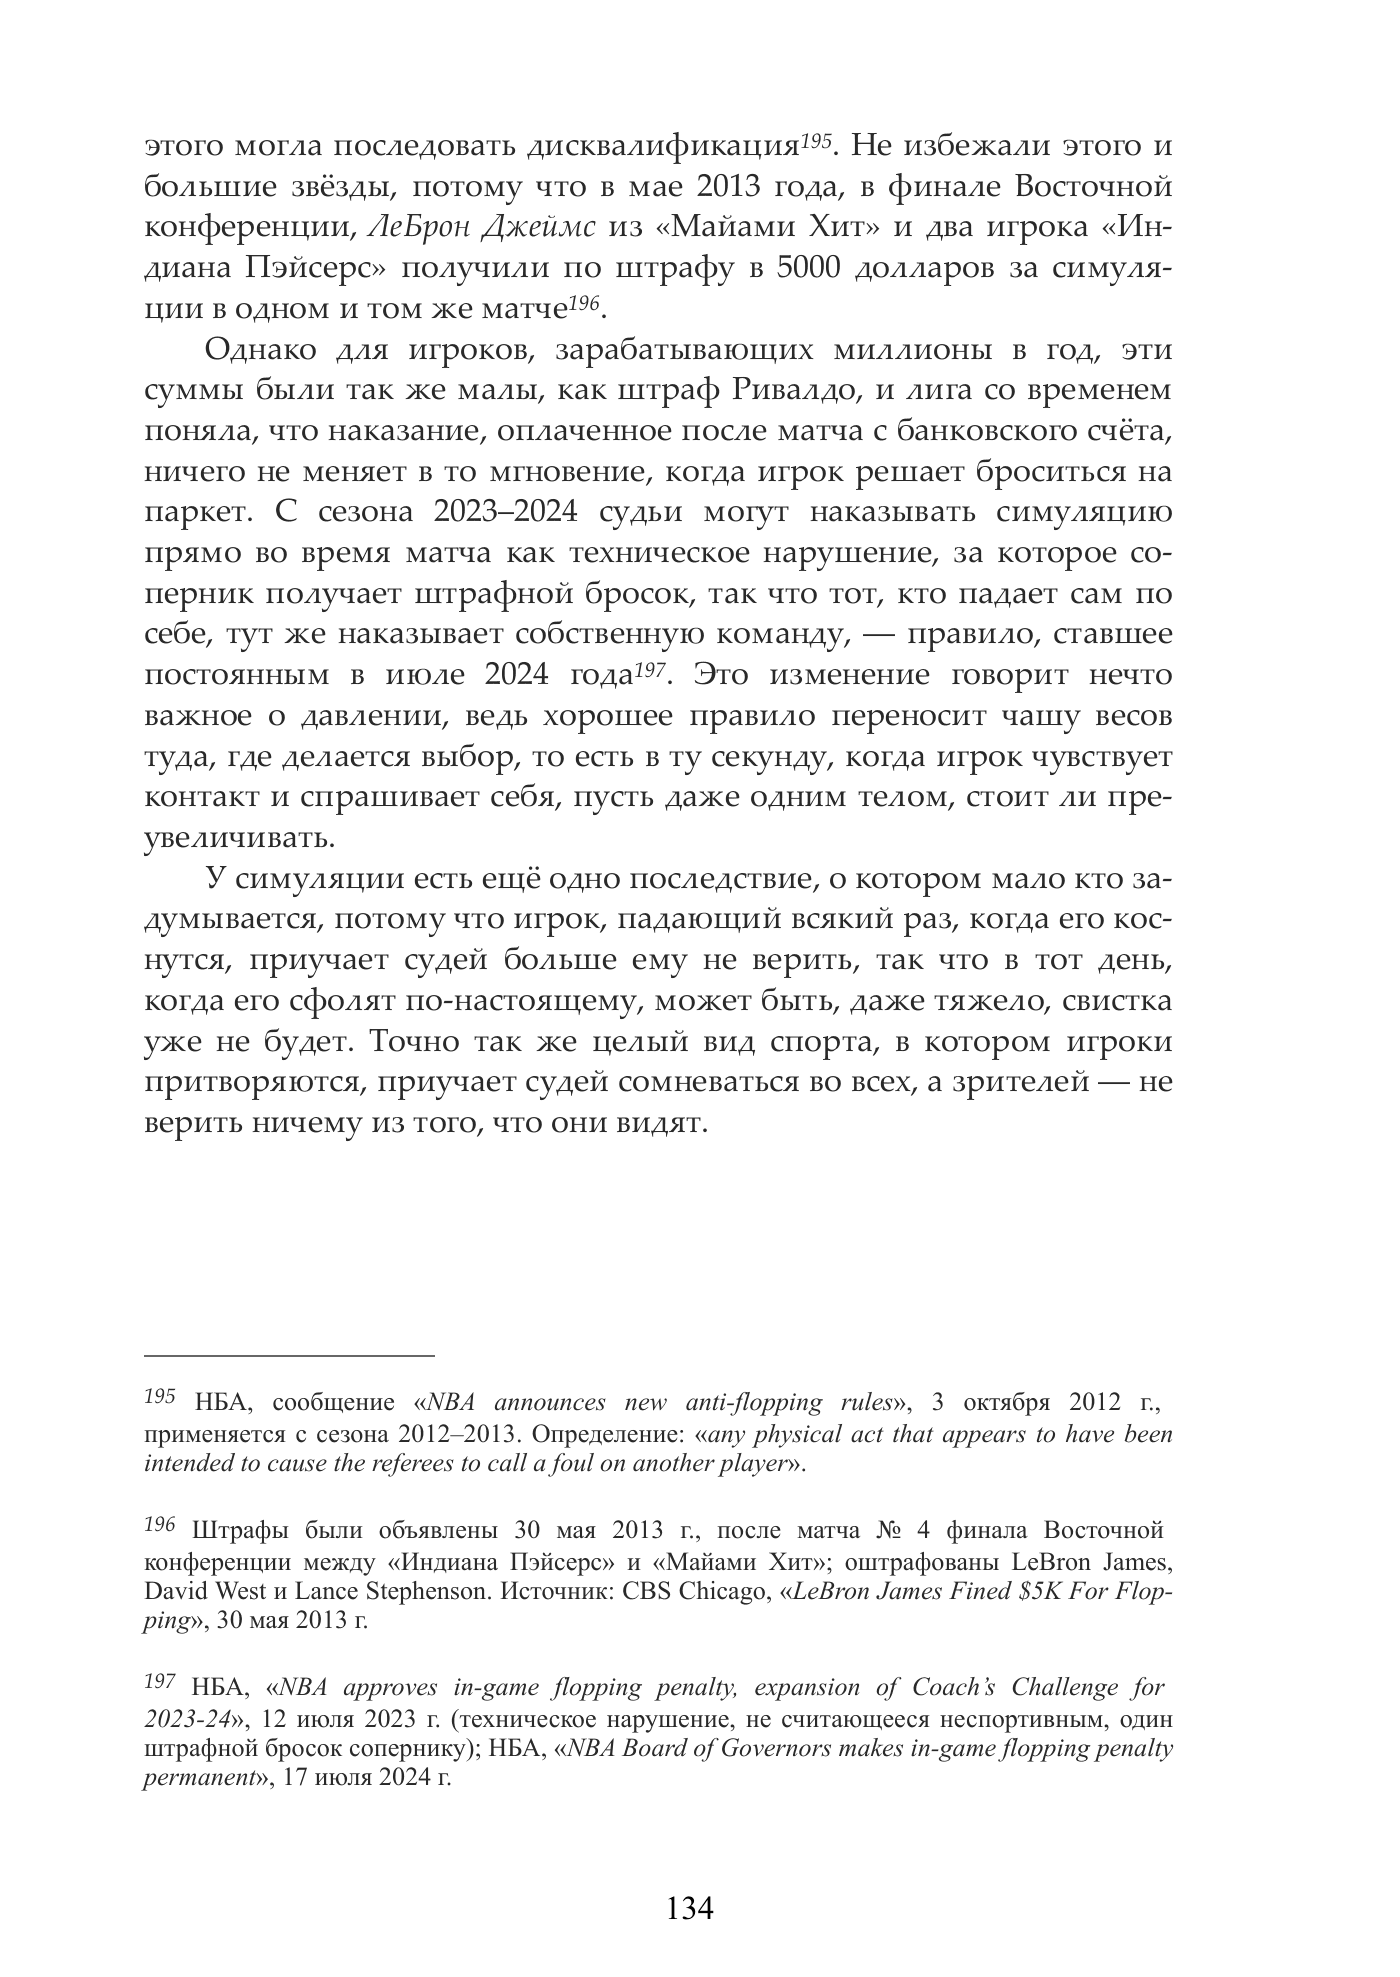 этого могла последовать дисквалификация195. Не избежали этого и
большие звёзды, потому что в мае 2013 года, в финале Восточной
конференции, ЛеБрон Джеймс из «Майами Хит» и два игрока «Ин-
диана Пэйсерс» получили по штрафу в 5000 долларов за симуля-
ции в одном и том же матче196.
Однако для игроков, зарабатывающих миллионы в год, эти
суммы были так же малы, как штраф Ривалдо, и лига со временем
поняла, что наказание, оплаченное после матча с банковского счёта,
ничего не меняет в то мгновение, когда игрок решает броситься на
паркет. С сезона 2023–2024 судьи могут наказывать симуляцию
прямо во время матча как техническое нарушение, за которое со-
перник получает штрафной бросок, так что тот, кто падает сам по
себе, тут же наказывает собственную команду, — правило, ставшее
постоянным в июле 2024 года197. Это изменение говорит нечто
важное о давлении, ведь хорошее правило переносит чашу весов
туда, где делается выбор, то есть в ту секунду, когда игрок чувствует
контакт и спрашивает себя, пусть даже одним телом, стоит ли пре-
увеличивать.
У симуляции есть ещё одно последствие, о котором мало кто за-
думывается, потому что игрок, падающий всякий раз, когда его кос-
нутся, приучает судей больше ему не верить, так что в тот день,
когда его сфолят по-настоящему, может быть, даже тяжело, свистка
уже не будет. Точно так же целый вид спорта, в котором игроки
притворяются, приучает судей сомневаться во всех, а зрителей — не
верить ничему из того, что они видят.
195 НБА, сообщение «NBA announces new anti-flopping rules», 3 октября 2012 г.,
применяется с сезона 2012–2013. Определение: «any physical act that appears to have been
intended to cause the referees to call a foul on another player».
196 Штрафы были объявлены 30 мая 2013 г., после матча № 4 финала Восточной
конференции между «Индиана Пэйсерс» и «Майами Хит»; оштрафованы LeBron James,
David West и Lance Stephenson. Источник: CBS Chicago, «LeBron James Fined $5K For Flop-
ping», 30 мая 2013 г.
197 НБА, «NBA approves in-game flopping penalty, expansion of Coach’s Challenge for
2023-24», 12 июля 2023 г. (техническое нарушение, не считающееся неспортивным, один
штрафной бросок сопернику); НБА, «NBA Board of Governors makes in-game flopping penalty
permanent», 17 июля 2024 г.
134